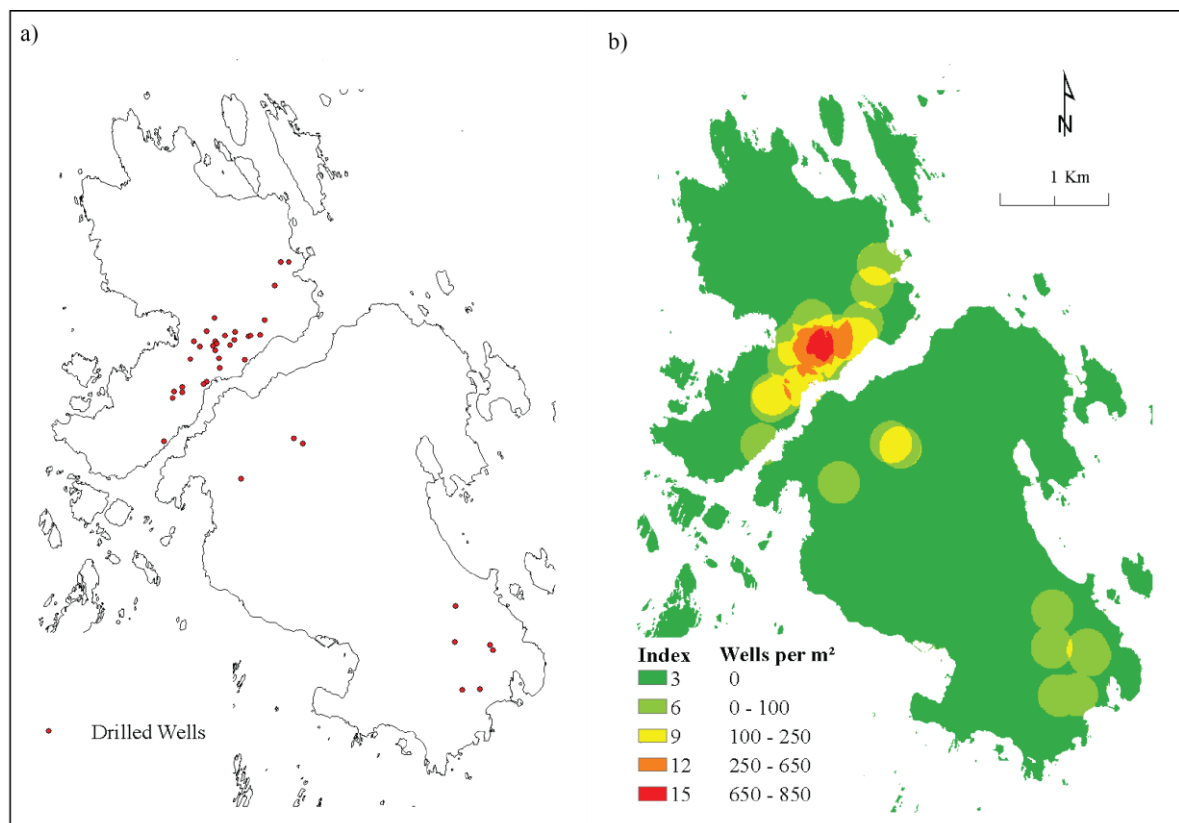 a)
b)
N
1 Km
Drilled Wells
Index Wells per m²
3 0
6 0 - 100
9 100 - 250
12 250 - 650
15 650 - 850